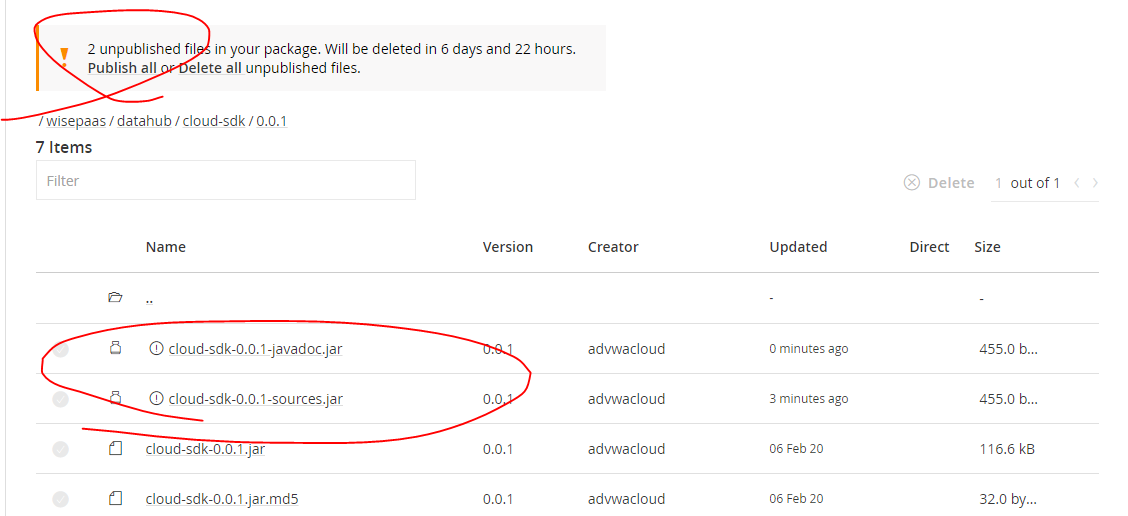 2 unpublished files in your package. Will be deleted in 6 days and 22 hours.
Publish all or Delete all unpublished files.
/ wisepaas / datahub / cloud-sdk / 0.0.1
7 Items
Filter
Delete 1 out of 1
Name Version Creator Updated Direct Size
.. - -
cloud-sdk-0.0.1-javadoc.jar 0.0.1 advwacloud 0 minutes ago 455.0 b...
cloud-sdk-0.0.1-sources.jar 0.0.1 advwacloud 3 minutes ago 455.0 b...
cloud-sdk-0.0.1.jar 0.0.1 advwacloud 06 Feb 20 116.6 kB
cloud-sdk-0.0.1.jar.md5 0.0.1 advwacloud 06 Feb 20 32.0 by...